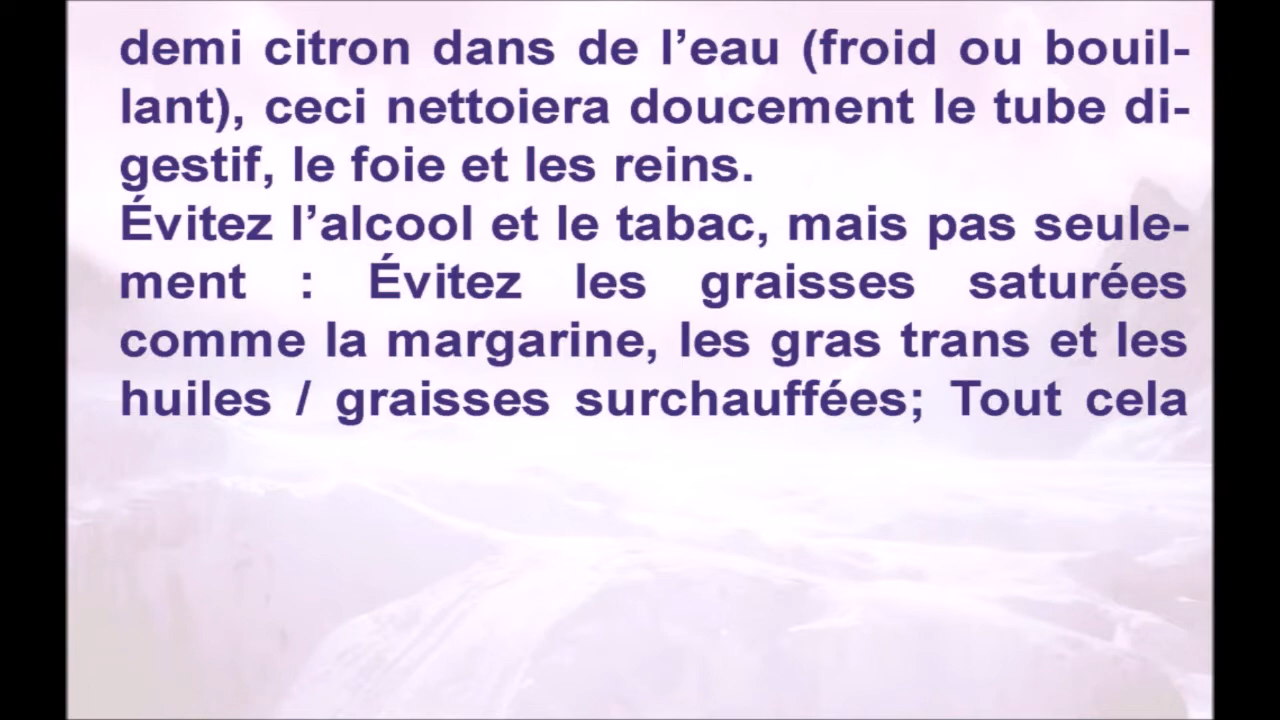 demi citron dans de l’eau (froid ou bouil-
lant), ceci nettoiera doucement le tube di-
gestif, le foie et les reins.
Évitez l’alcool et le tabac, mais pas seule-
ment : Évitez les graisses saturées
comme la margarine, les gras trans et les
huiles / graisses surchauffées; Tout cela